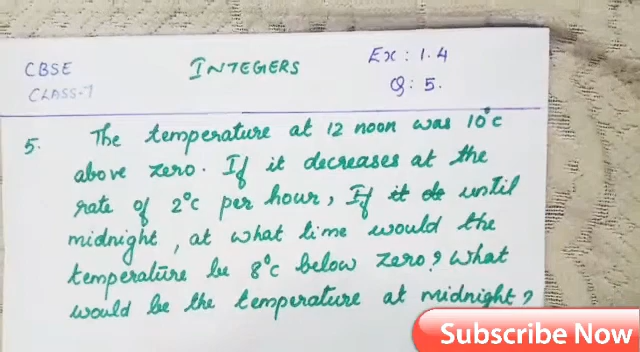 CBSE
CLASS-7
INTEGERS
Ex : 1.4
Q : 5.
5. The temperature at 12 noon was 10°c
above zero. If it decreases at the
rate of 2°c per hour, If it de until
midnight, at what time would the
temperature be 8°c below zero? What
would be the temperature at midnight?
Subscribe Now